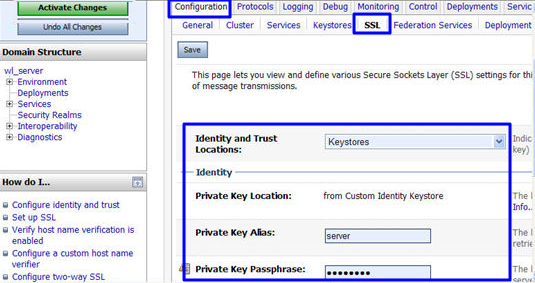 Activate Changes
Undo All Changes
Domain Structure
wl_server
Environment
Deployments
Services
Security Realms
Interoperability
Diagnostics
How do I...
Configure identity and trust
Set up SSL
Verify host name verification is
enabled
Configure a custom host name
verifier
Configure two-way SSL
Configuration Protocols Logging Debug Monitoring Control Deployments Servic
General Cluster Services Keystores SSL Federation Services Deployment
Save
This page lets you view and define various Secure Sockets Layer (SSL) settings for thi
of message transmissions.
Identity and Trust
Locations:
Keystores
Indic
key)
Identity
Private Key Location:
from Custom Identity Keystore
The l
Info...
Private Key Alias:
server
The k
retrie
Private Key Passphrase:
••••••••
The k
serve